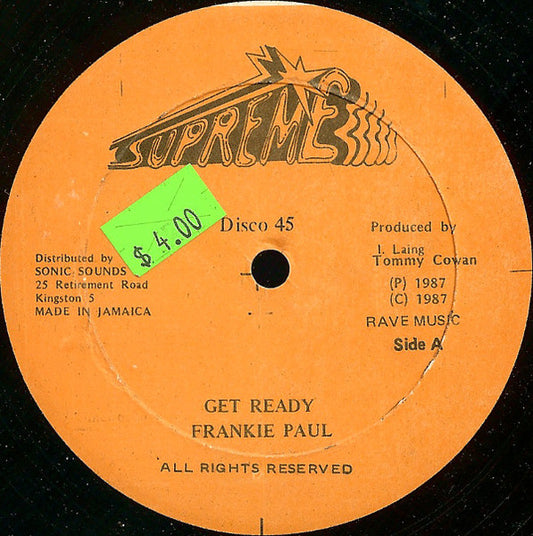 SUPREME
$ 4.00
Disco 45
Distributed by
SONIC SOUNDS
25 Retirement Road
Kingston 5
MADE IN JAMAICA
Produced by
I. Laing
Tommy Cowan
(P) 1987
(C) 1987
RAVE MUSIC
Side A
GET READY
FRANKIE PAUL
ALL RIGHTS RESERVED